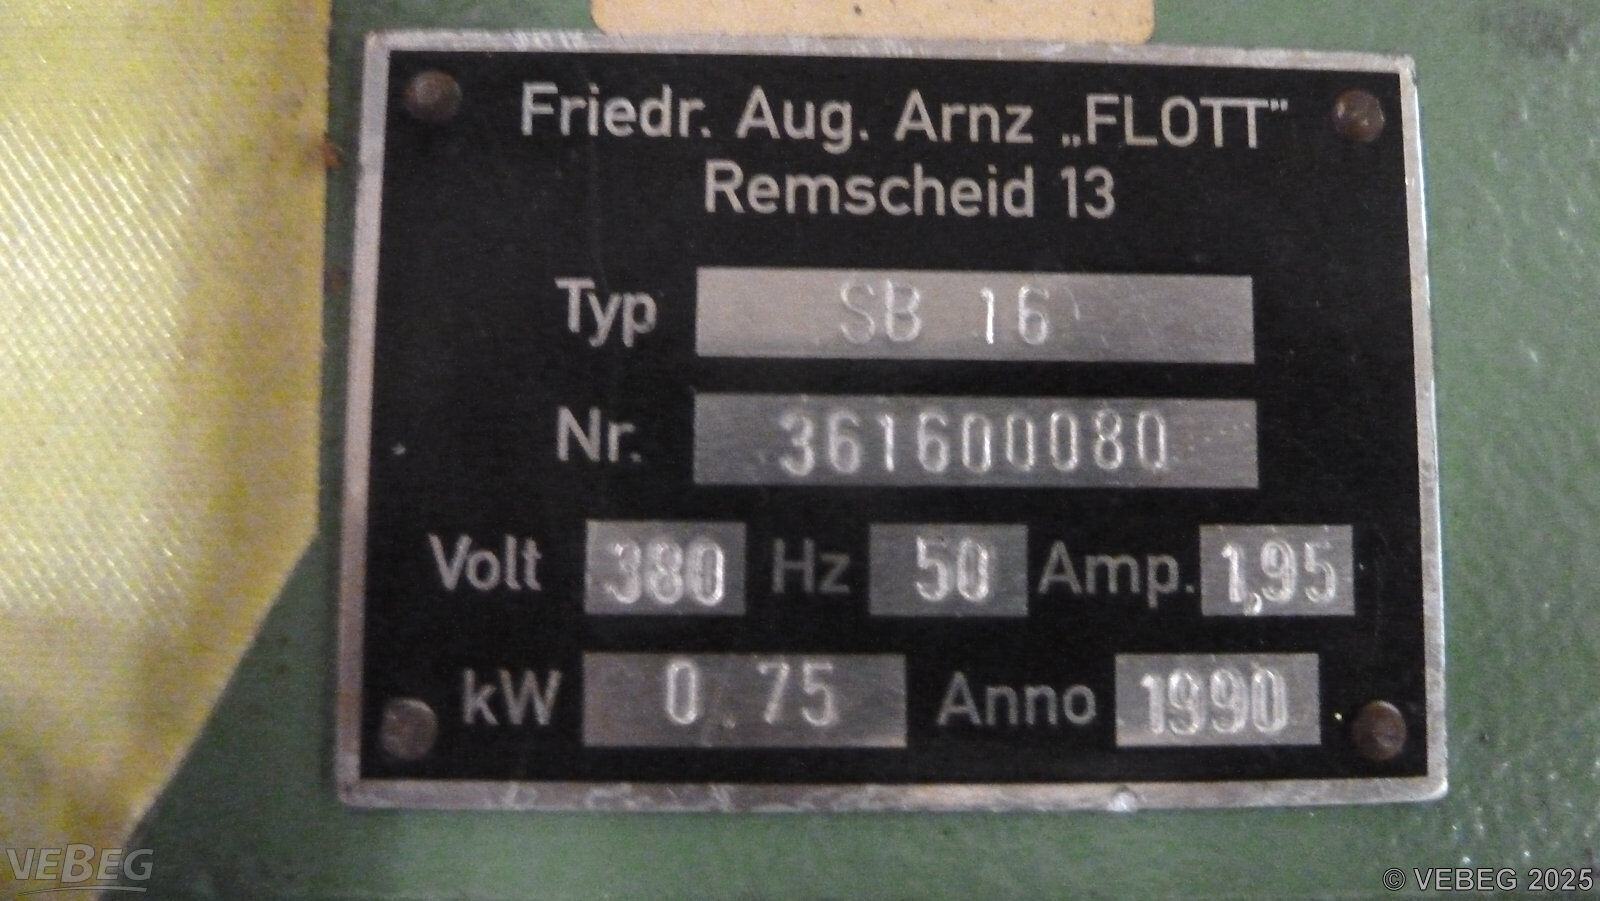 Friedr. Aug. Arnz „FLOTT"
Remscheid 13
Typ SB 16
Nr. 361600080
Volt 380 Hz 50 Amp. 1,95
kW 0.75 Anno 1990
VEBEG
© VEBEG 2025